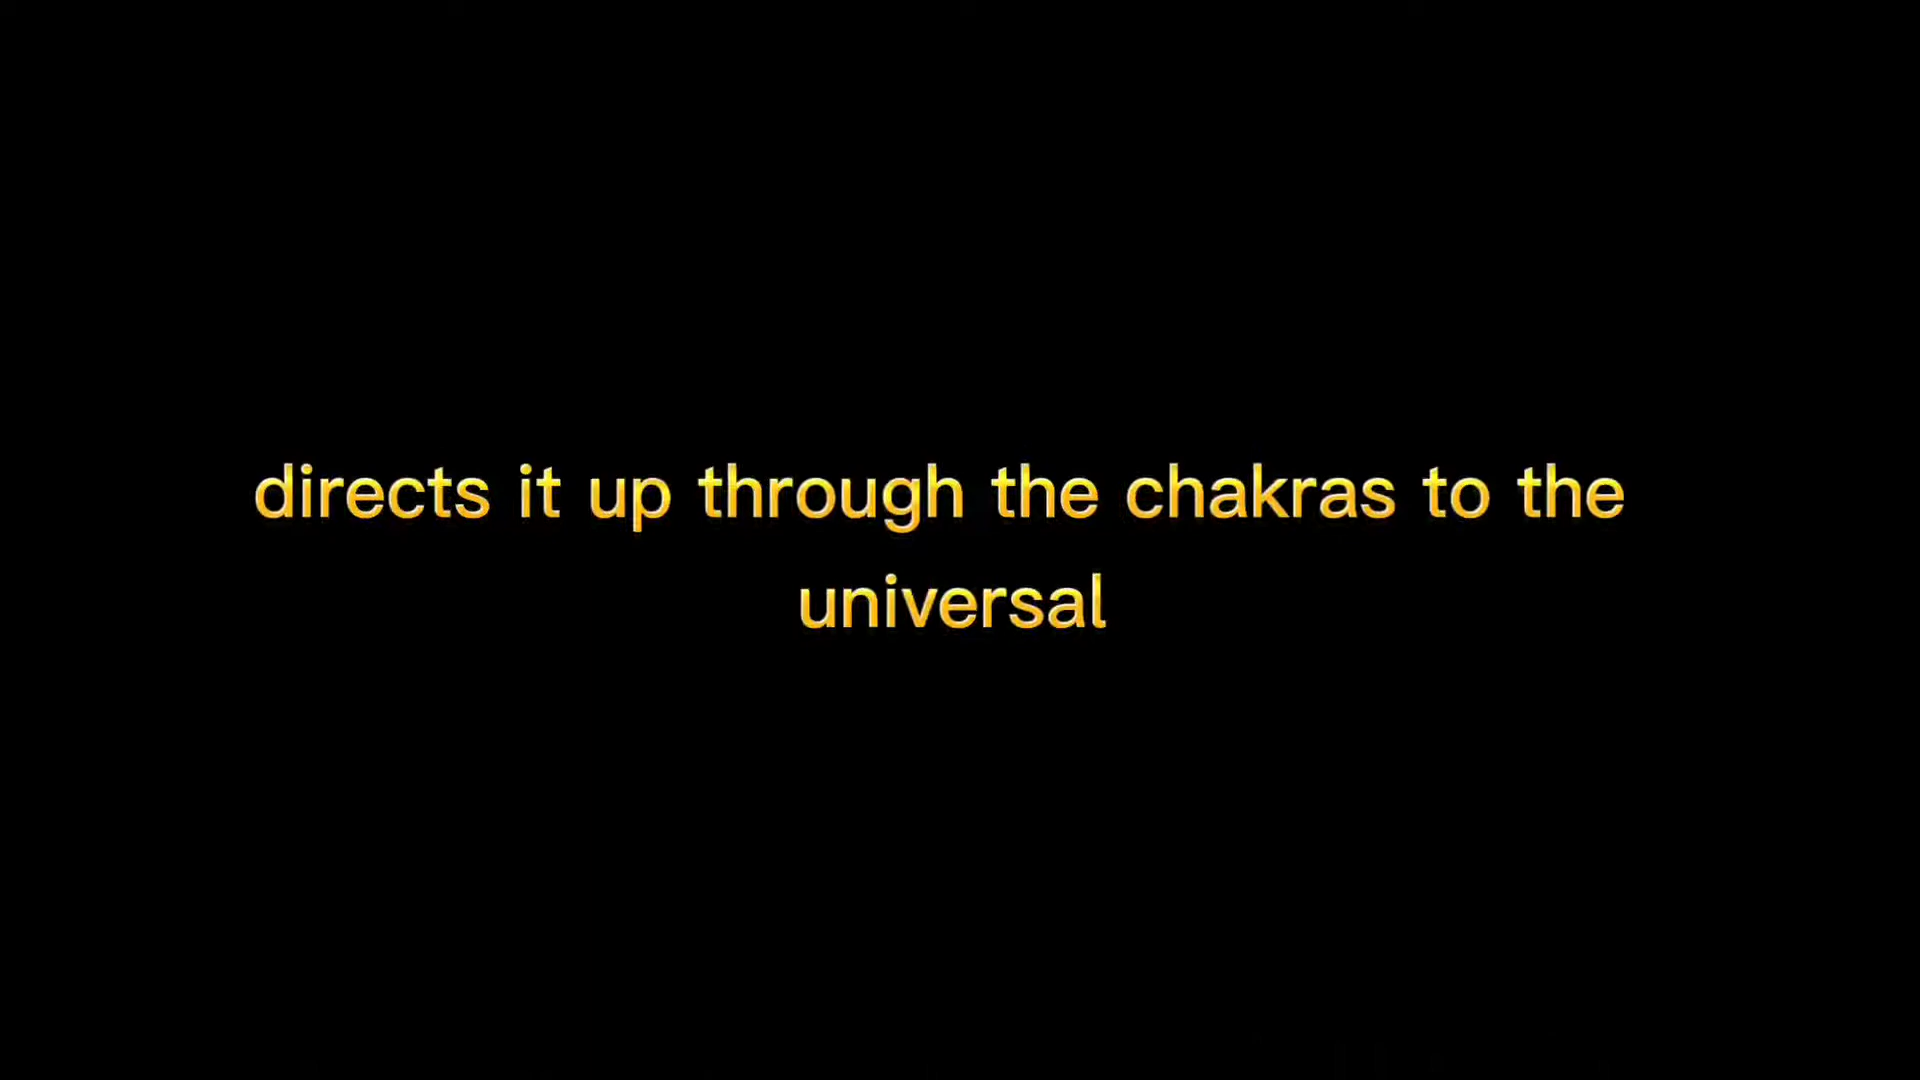 directs it up through the chakras to the
universal